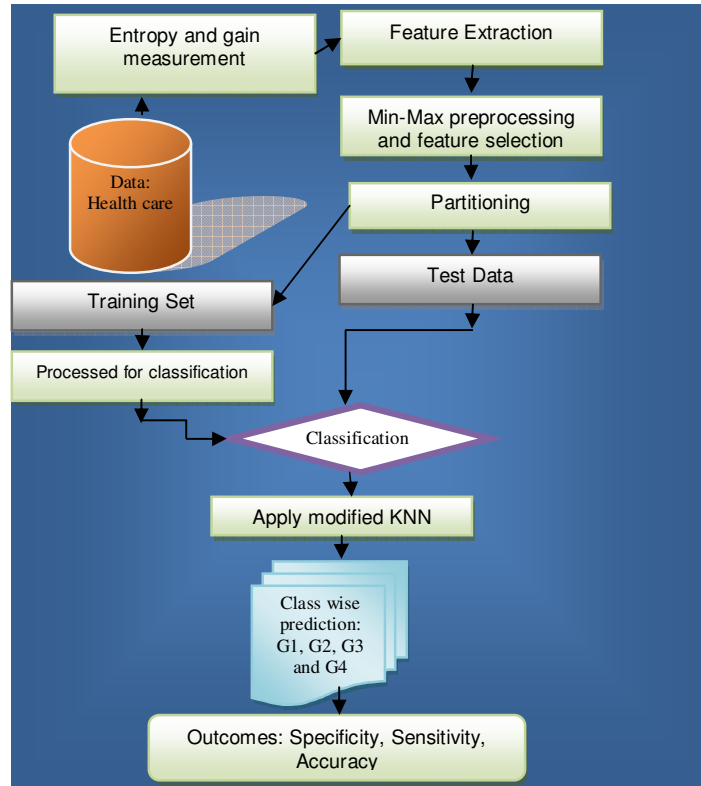 Entropy and gain
measurement
Feature Extraction
Min-Max preprocessing
and feature selection
Data:
Health care
Partitioning
Training Set
Test Data
Processed for classification
Classification
Apply modified KNN
Class wise
prediction:
G1, G2, G3
and G4
Outcomes: Specificity, Sensitivity,
Accuracy